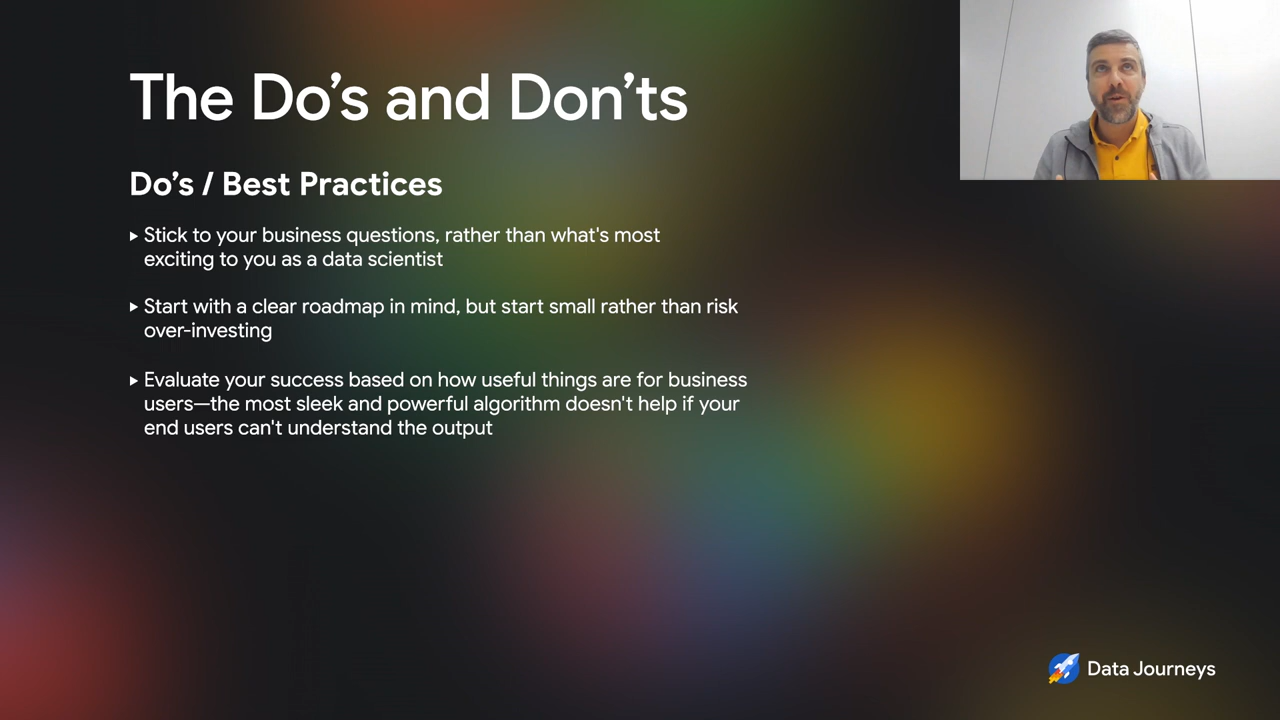 The Do’s and Don’ts
Do’s / Best Practices
Stick to your business questions, rather than what's most
exciting to you as a data scientist
Start with a clear roadmap in mind, but start small rather than risk
over-investing
Evaluate your success based on how useful things are for business
users—the most sleek and powerful algorithm doesn't help if your
end users can't understand the output
Data Journeys